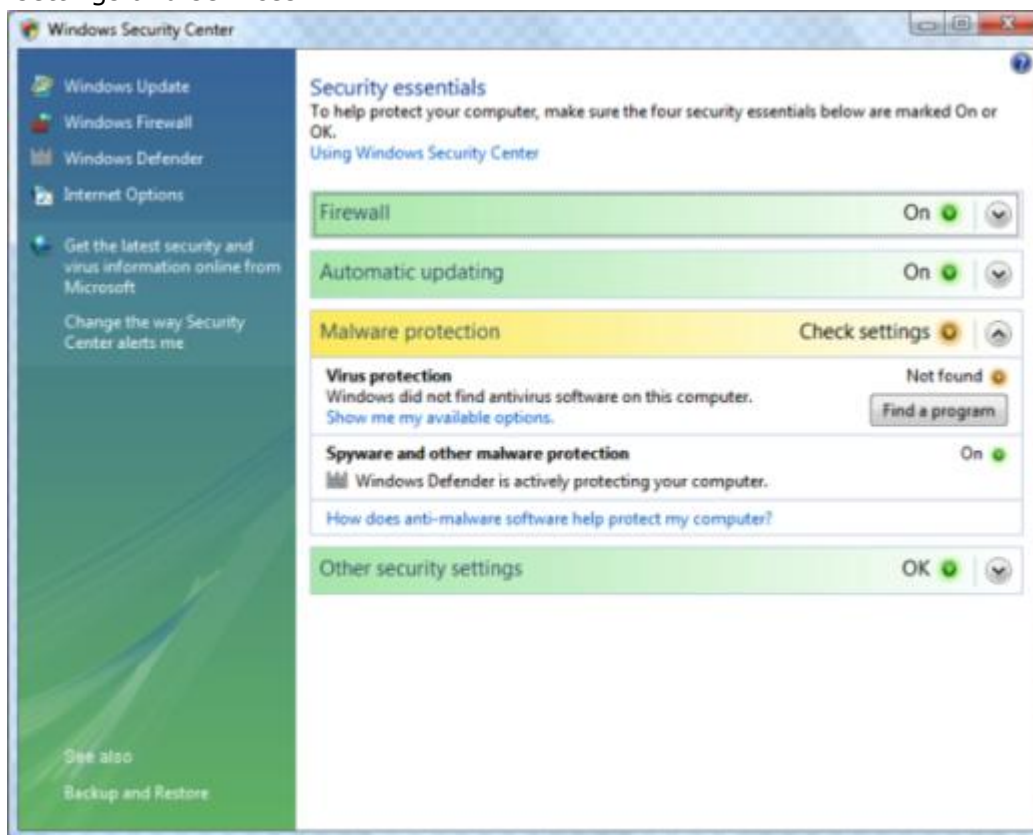 Windows Security Center
Windows Update
Windows Firewall
Windows Defender
Internet Options
Get the latest security and
virus information online from
Microsoft
Change the way Security
Center alerts me
See also
Backup and Restore
Security essentials
To help protect your computer, make sure the four security essentials below are marked On or
OK.
Using Windows Security Center
Firewall On
Automatic updating On
Malware protection Check settings
Virus protection Not found
Windows did not find antivirus software on this computer.
Show me my available options. Find a program
Spyware and other malware protection On
Windows Defender is actively protecting your computer.
How does anti-malware software help protect my computer?
Other security settings OK